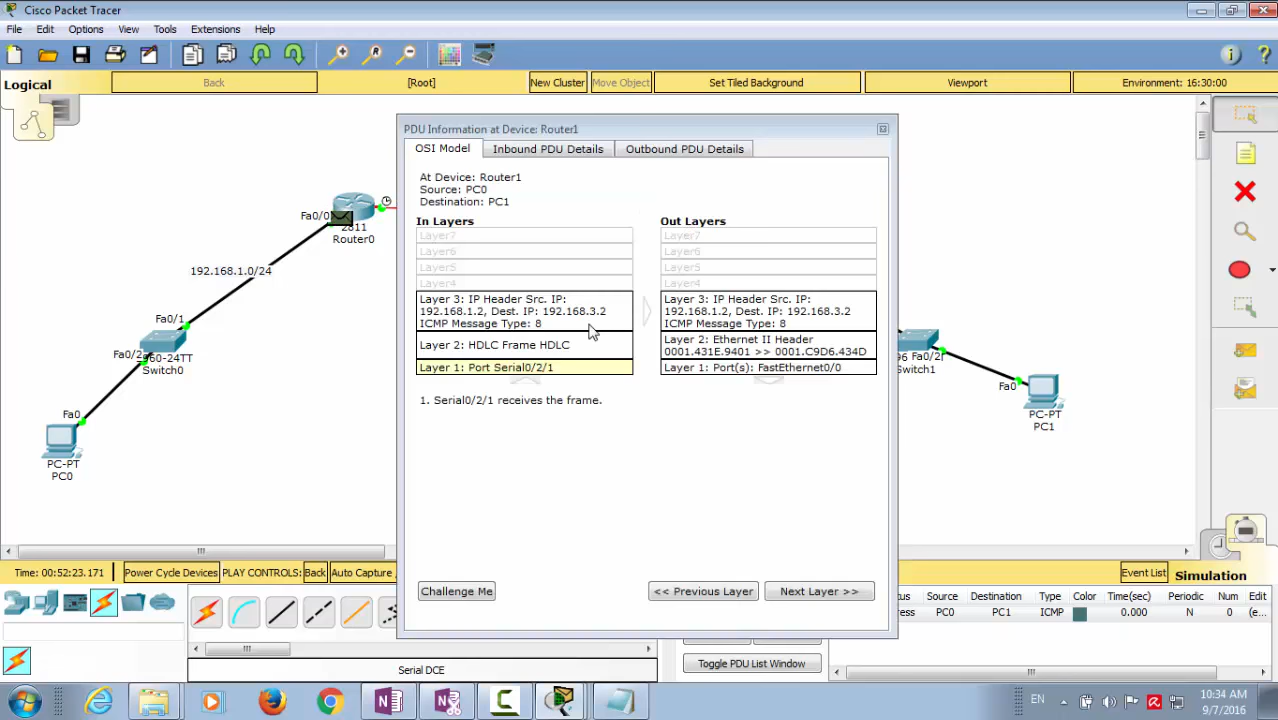 Cisco Packet Tracer
File Edit Options View Tools Extensions Help
Logical
Back
[Root]
New Cluster
Move Object
Set Tiled Background
Viewport
Environment: 16:30:00
PDU Information at Device: Router1
OSI Model
Inbound PDU Details
Outbound PDU Details
At Device: Router1
Source: PC0
Destination: PC1
In Layers
Layer7
Layer6
Layer5
Layer4
Layer 3: IP Header Src. IP:
192.168.1.2, Dest. IP: 192.168.3.2
ICMP Message Type: 8
Layer 2: HDLC Frame HDLC
Layer 1: Port Serial0/2/1
Out Layers
Layer7
Layer6
Layer5
Layer4
Layer 3: IP Header Src. IP:
192.168.1.2, Dest. IP: 192.168.3.2
ICMP Message Type: 8
Layer 2: Ethernet II Header
0001.431E.9401 >> 0001.C9D6.434D
Layer 1: Port(s): FastEthernet0/0
1. Serial0/2/1 receives the frame.
Challenge Me
<< Previous Layer
Next Layer >>
Fa0/0
2811
Router0
192.168.1.0/24
Fa0/1
Fa0/2
960-24TT
Switch0
Fa0
PC-PT
PC0
96 Fa0/2
witch1
Fa0
PC-PT
PC1
Time: 00:52:23.171
Power Cycle Devices
PLAY CONTROLS:
Back
Auto Capture
Event List
Simulation
Serial DCE
Toggle PDU List Window
tus Source Destination Type Color Time(sec) Periodic Num Edit
ress PC0 PC1 ICMP 0.000 N 0 (e...
EN
10:34 AM
9/7/2016